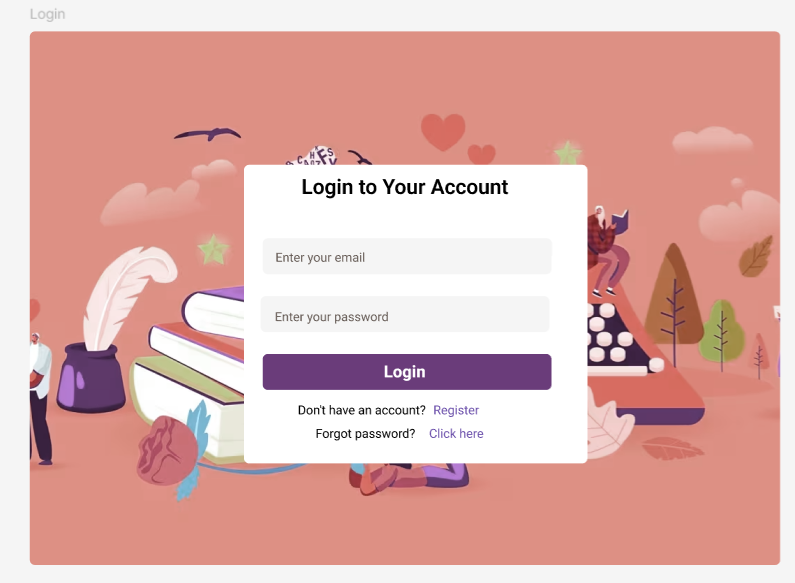 Login
Login to Your Account
Enter your email
Enter your password
Login
Don't have an account? Register
Forgot password? Click here